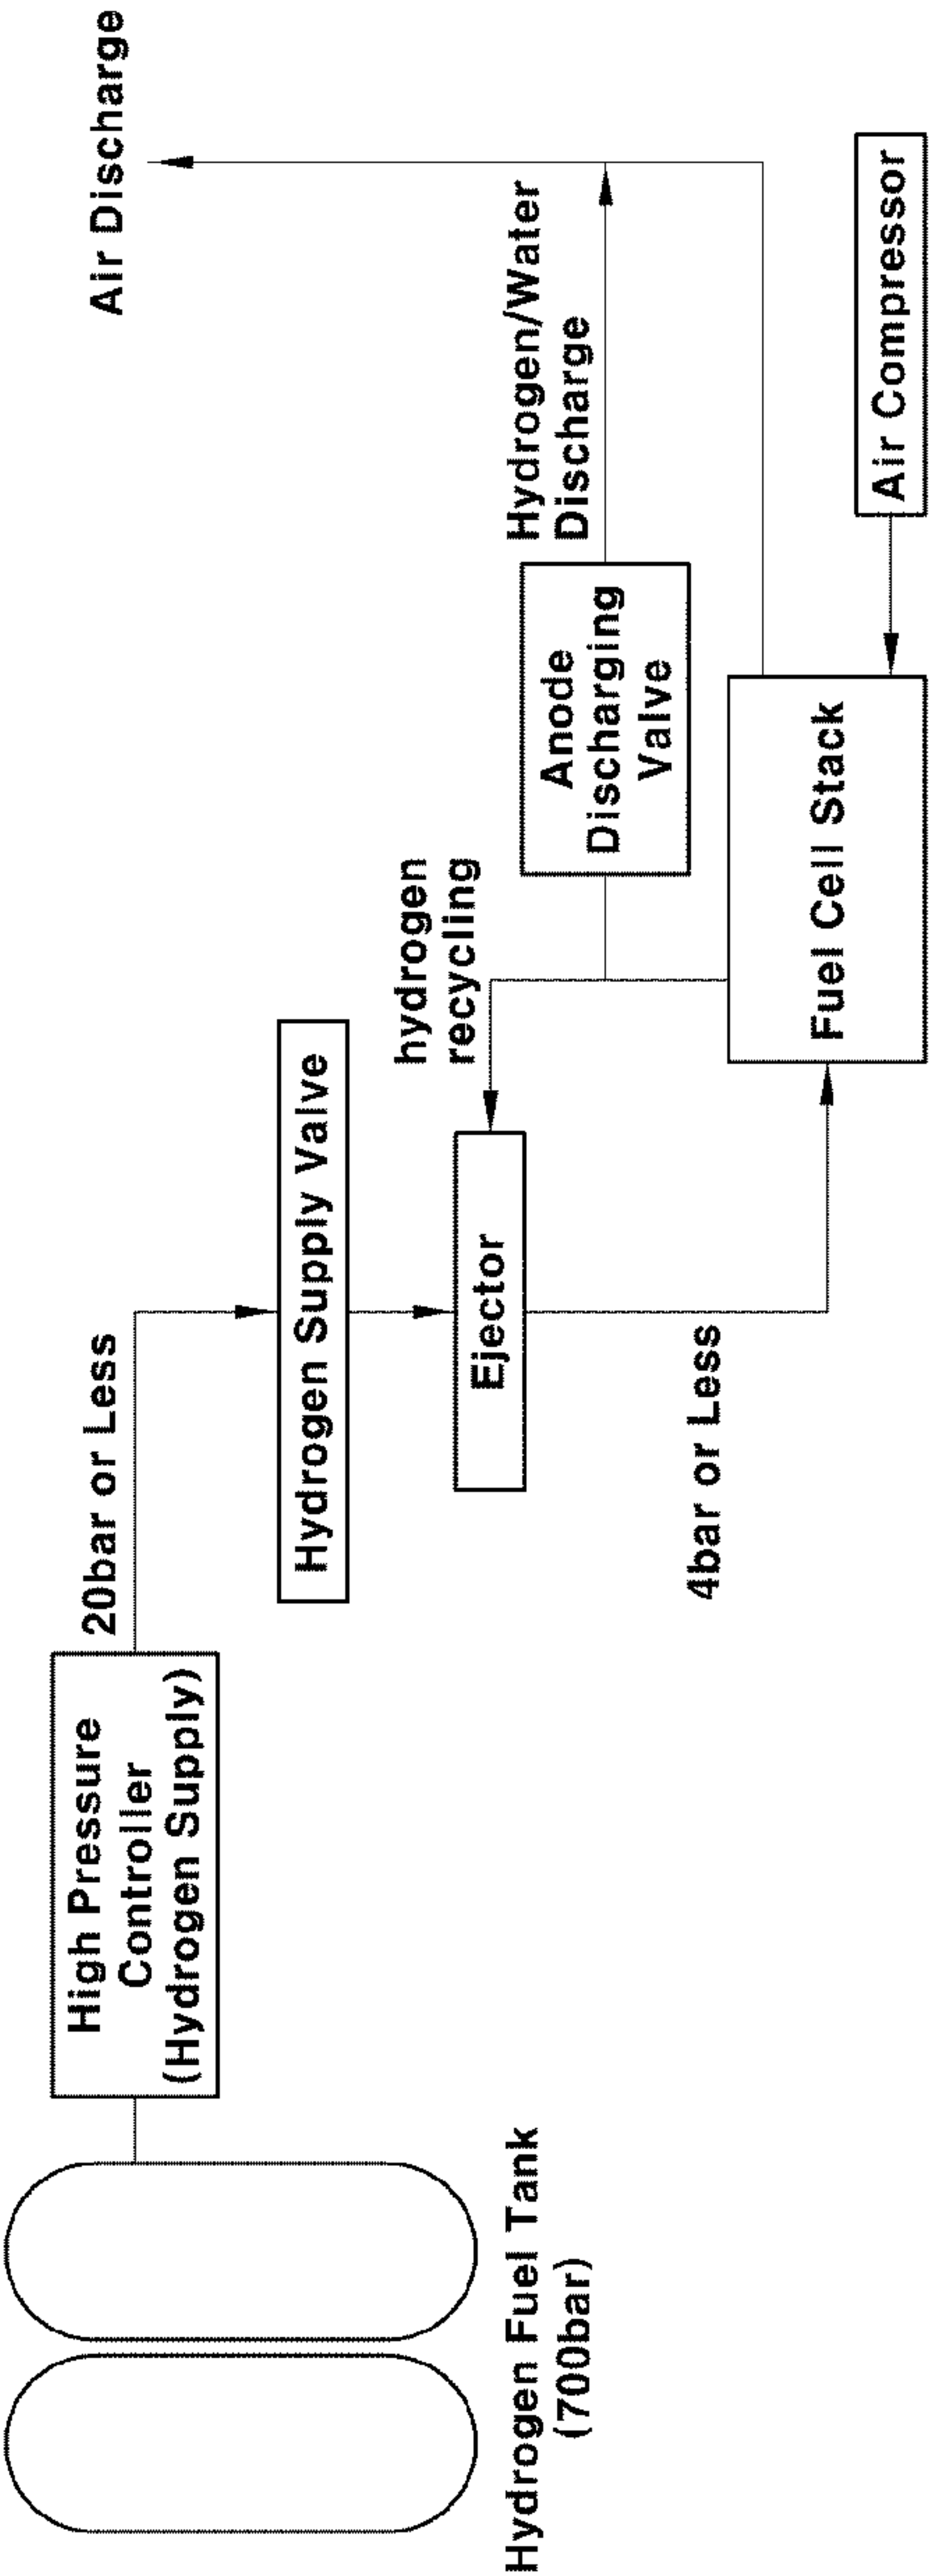 Hydrogen Fuel Tank
(700bar)
High Pressure
Controller
(Hydrogen Supply)
20bar or Less
Hydrogen Supply Valve
Ejector
4bar or Less
hydrogen
recycling
Anode
Discharging
Valve
Hydrogen/Water
Discharge
Air Discharge
Fuel Cell Stack
Air Compressor